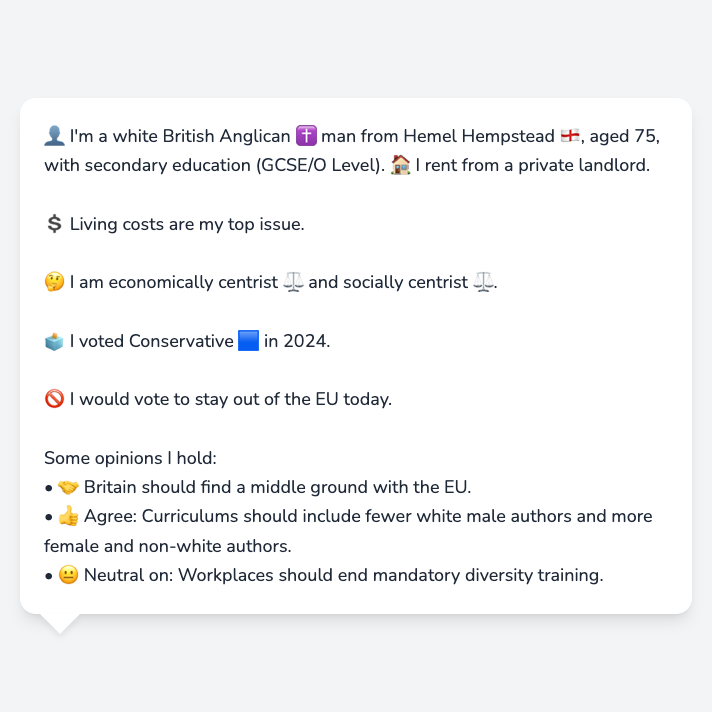 👤 I'm a white British Anglican ✝️ man from Hemel Hempstead 🏴󠁧󠁢󠁥󠁮󠁧󠁿, aged 75,
with secondary education (GCSE/O Level). 🏠 I rent from a private landlord.
💲 Living costs are my top issue.
🤔 I am economically centrist ⚖️ and socially centrist ⚖️.
🗳️ I voted Conservative 🟦 in 2024.
🚫 I would vote to stay out of the EU today.
Some opinions I hold:
• 🤝 Britain should find a middle ground with the EU.
• 👍 Agree: Curriculums should include fewer white male authors and more
female and non-white authors.
• 😐 Neutral on: Workplaces should end mandatory diversity training.